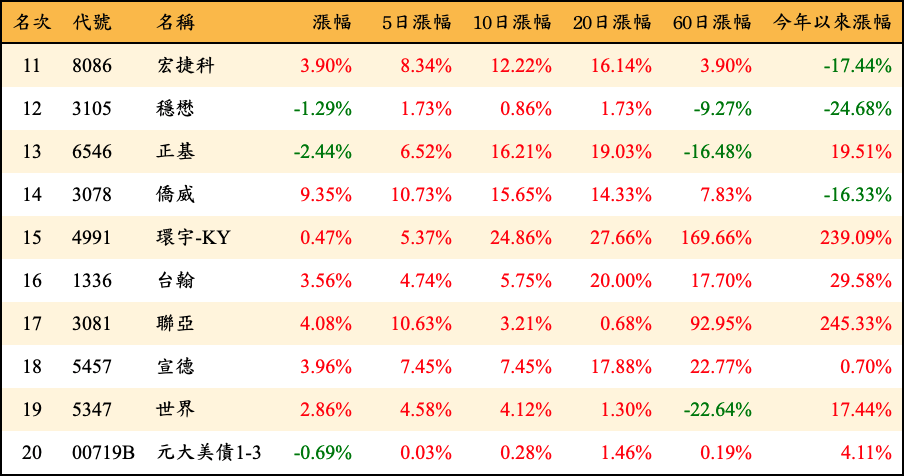 名次 代號 名稱 漲幅 5日漲幅 10日漲幅 20日漲幅 60日漲幅 今年以來漲幅
11 8086 宏捷科 3.90% 8.34% 12.22% 16.14% 3.90% -17.44%
12 3105 穩懋 -1.29% 1.73% 0.86% 1.73% -9.27% -24.68%
13 6546 正基 -2.44% 6.52% 16.21% 19.03% -16.48% 19.51%
14 3078 僑威 9.35% 10.73% 15.65% 14.33% 7.83% -16.33%
15 4991 環宇-KY 0.47% 5.37% 24.86% 27.66% 169.66% 239.09%
16 1336 台翰 3.56% 4.74% 5.75% 20.00% 17.70% 29.58%
17 3081 聯亞 4.08% 10.63% 3.21% 0.68% 92.95% 245.33%
18 5457 宣德 3.96% 7.45% 7.45% 17.88% 22.77% 0.70%
19 5347 世界 2.86% 4.58% 4.12% 1.30% -22.64% 17.44%
20 00719B 元大美債1-3 -0.69% 0.03% 0.28% 1.46% 0.19% 4.11%